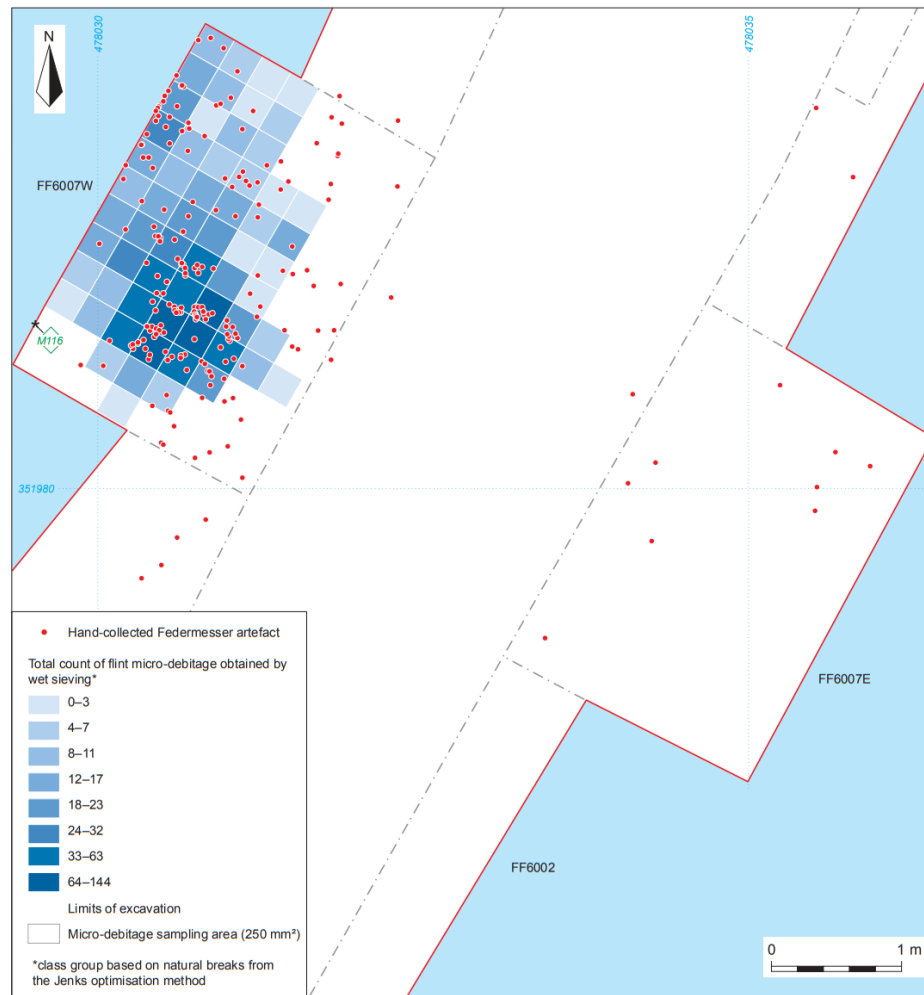 478030
478035
N
FF6007W
M116
351980
FF6007E
FF6002
Hand-collected Federmesser artefact
Total count of flint micro-debitage obtained by
wet sieving*
0–3
4–7
8–11
12–17
18–23
24–32
33–63
64–144
Limits of excavation
Micro-debitage sampling area (250 mm²)
*class group based on natural breaks from
the Jenks optimisation method
0 1 m